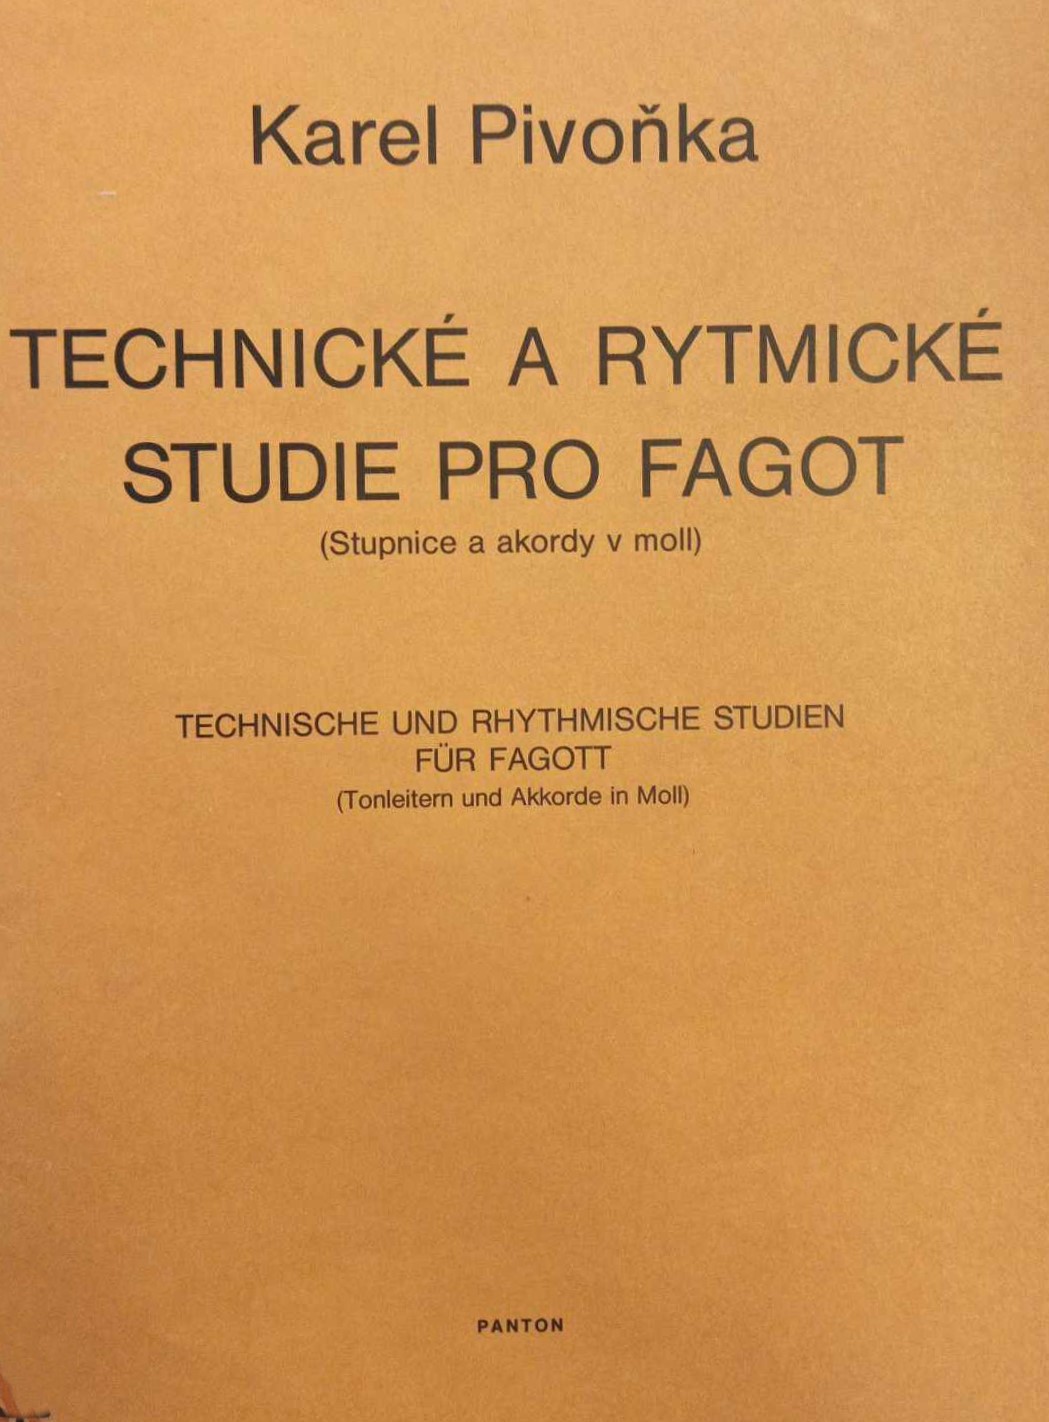 Karel Pivoňka
TECHNICKÉ A RYTMICKÉ
STUDIE PRO FAGOT
(Stupnice a akordy v moll)
TECHNISCHE UND RHYTHMISCHE STUDIEN
FÜR FAGOTT
(Tonleitern und Akkorde in Moll)
PANTON